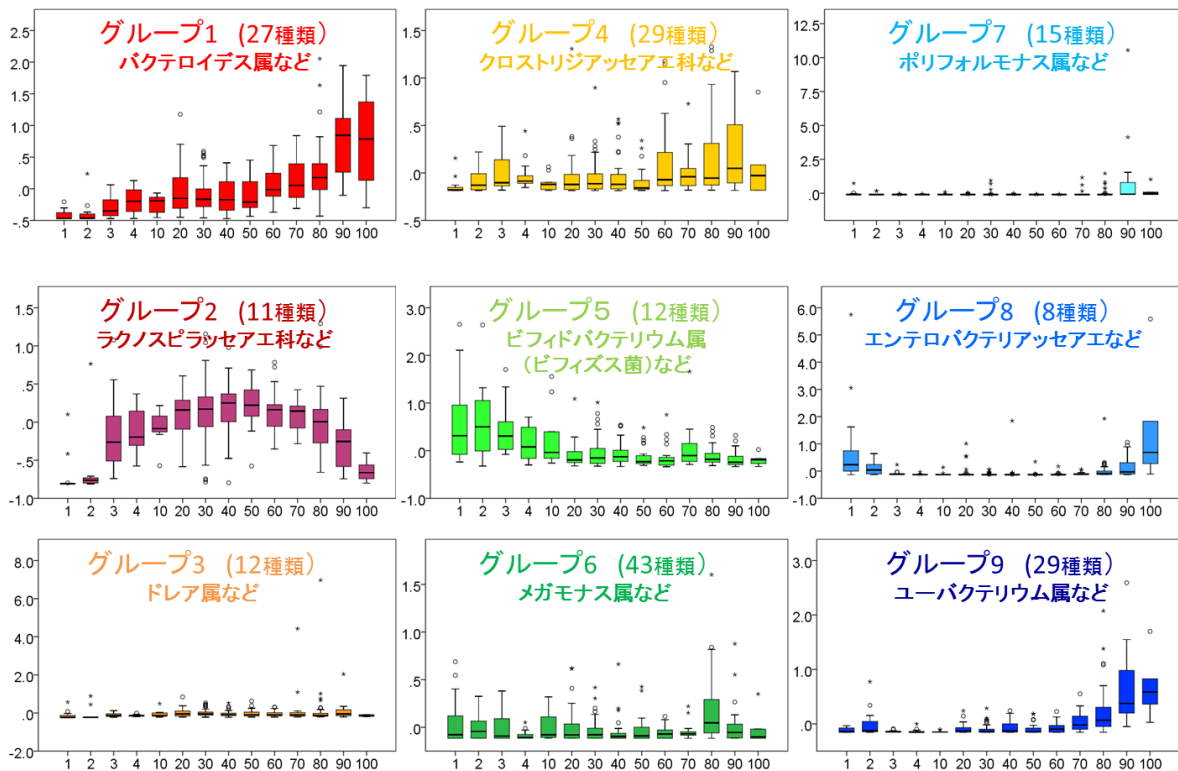 グループ1 (27種類)
バクテロイデス属など
2.5
2.0
1.5
1.0
.5
.0
-.5
1 2 3 4 10 20 30 40 50 60 70 80 90 100
グループ4 (29種類)
クロストリジアッセアエ科など
1.5
1.0
.5
.0
-.5
1 2 3 4 10 20 30 40 50 60 70 80 90 100
グループ7 (15種類)
ポリフォルモナス属など
12.5
10.0
7.5
5.0
2.5
.0
1 2 3 4 10 20 30 40 50 60 70 80 90 100
グループ2 (11種類)
ラクノスピラッセアエ科など
1.5
1.0
.5
.0
-.5
-1.0
1 2 3 4 10 20 30 40 50 60 70 80 90 100
グループ5 (12種類)
ビフィドバクテリウム属
(ビフィズス菌)など
3.0
2.0
1.0
.0
-1.0
1 2 3 4 10 20 30 40 50 60 70 80 90 100
グループ8 (8種類)
エンテロバクテリアッセアエなど
6.0
5.0
4.0
3.0
2.0
1.0
.0
-1.0
1 2 3 4 10 20 30 40 50 60 70 80 90 100
グループ3 (12種類)
ドレア属など
8.0
6.0
4.0
2.0
.0
-2.0
1 2 3 4 10 20 30 40 50 60 70 80 90 100
グループ6 (43種類)
メガモナス属など
1.5
1.0
.5
.0
1 2 3 4 10 20 30 40 50 60 70 80 90 100
グループ9 (29種類)
ユーバクテリウム属など
3.0
2.0
1.0
.0
1 2 3 4 10 20 30 40 50 60 70 80 90 100